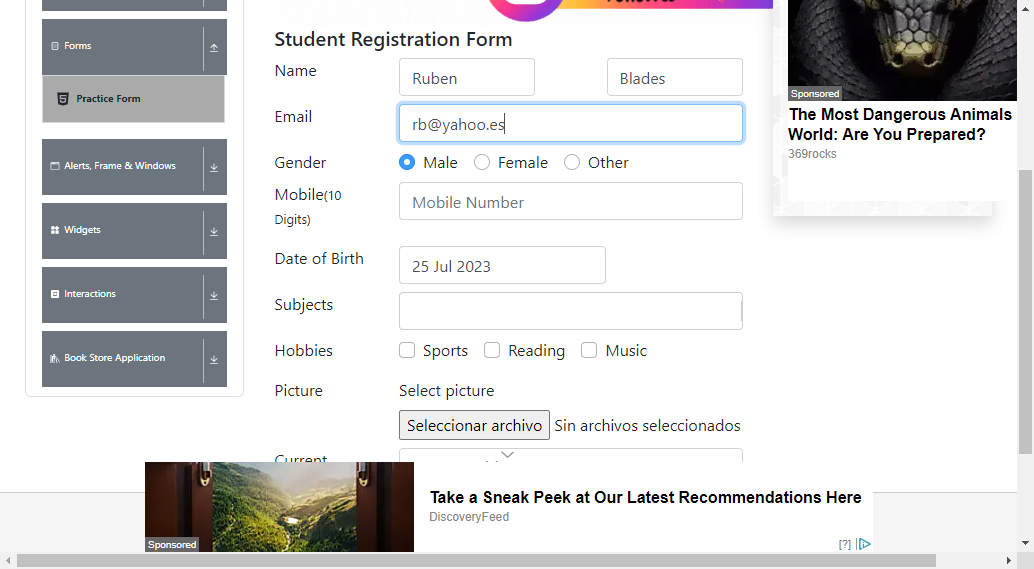 Forms
Practice Form
Alerts, Frame & Windows
Widgets
Interactions
Book Store Application
Student Registration Form
Name
Ruben
Blades
Email
rb@yahoo.es
Gender
Male
Female
Other
Mobile(10
Digits)
Mobile Number
Date of Birth
25 Jul 2023
Subjects
Hobbies
Sports
Reading
Music
Picture
Select picture
Seleccionar archivo
Sin archivos seleccionados
Current
Sponsored
The Most Dangerous Animals
World: Are You Prepared?
369rocks
Sponsored
Take a Sneak Peek at Our Latest Recommendations Here
DiscoveryFeed
[?]